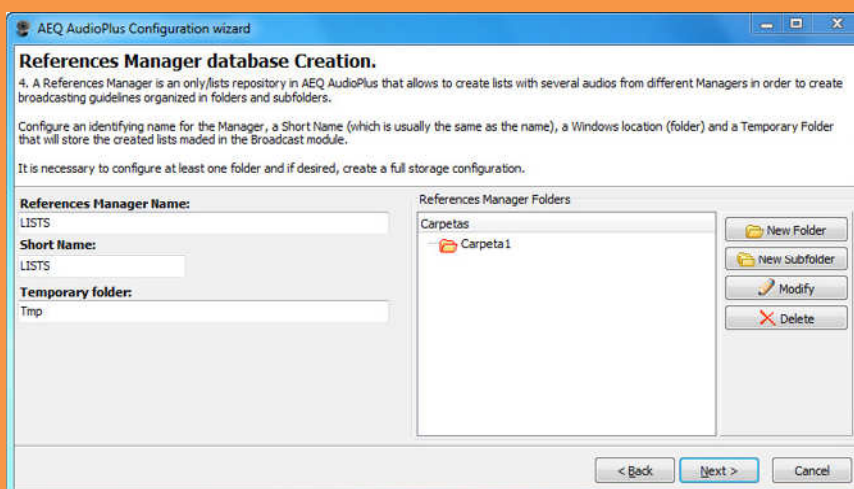 AEQ AudioPlus Configuration wizard
References Manager database Creation.
4. A References Manager is an only/lists repository in AEQ AudioPlus that allows to create lists with several audios from different Managers in order to create
broadcasting guidelines organized in folders and subfolders.
Configure an identifying name for the Manager, a Short Name (which is usually the same as the name), a Windows location (folder) and a Temporary Folder
that will store the created lists maded in the Broadcast module.
It is necessary to configure at least one folder and if desired, create a full storage configuration.
References Manager Name:
LISTS
Short Name:
LISTS
Temporary folder:
Tmp
References Manager Folders
Carpetas
Carpeta1
New Folder
New Subfolder
Modify
Delete
< Back
Next >
Cancel